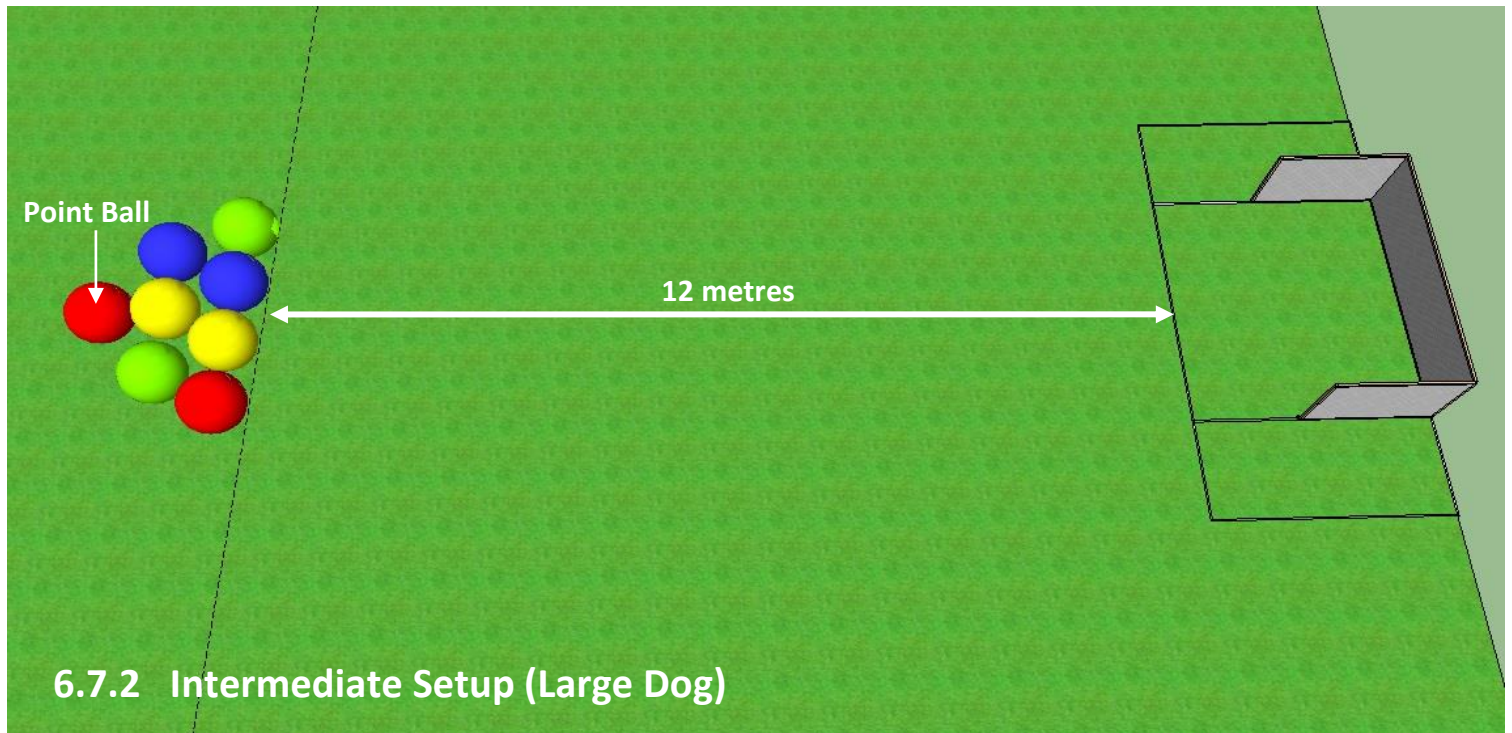 Point Ball
12 metres
6.7.2 Intermediate Setup (Large Dog)